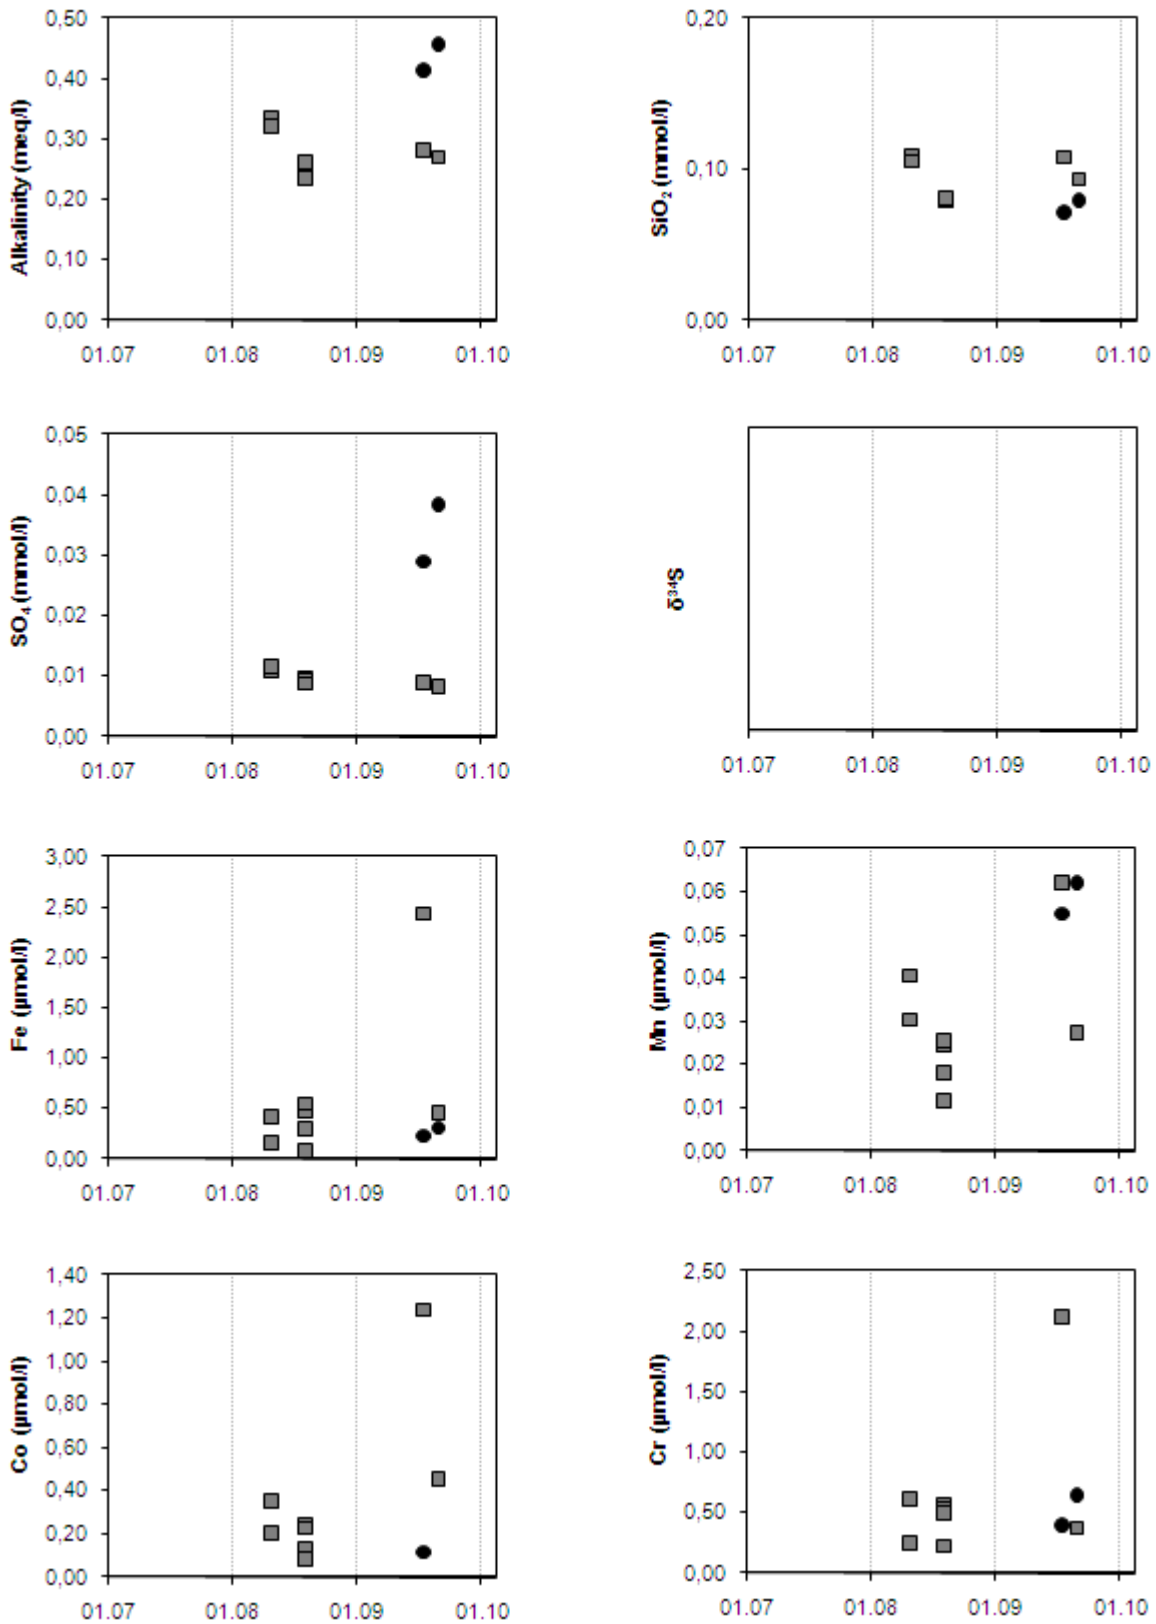 Alkalinity (meq/l)
0,50
0,40
0,30
0,20
0,10
0,00
01.07 01.08 01.09 01.10
SiO₂ (mmol/l)
0,20
0,10
0,00
01.07 01.08 01.09 01.10
SO₄ (mmol/l)
0,05
0,04
0,03
0,02
0,01
0,00
01.07 01.08 01.09 01.10
δ³⁴S
01.07 01.08 01.09 01.10
Fe (µmol/l)
3,00
2,50
2,00
1,50
1,00
0,50
0,00
01.07 01.08 01.09 01.10
Mn (µmol/l)
0,07
0,06
0,05
0,04
0,03
0,02
0,01
0,00
01.07 01.08 01.09 01.10
Co (µmol/l)
1,40
1,20
1,00
0,80
0,60
0,40
0,20
0,00
01.07 01.08 01.09 01.10
Cr (µmol/l)
2,50
2,00
1,50
1,00
0,50
0,00
01.07 01.08 01.09 01.10